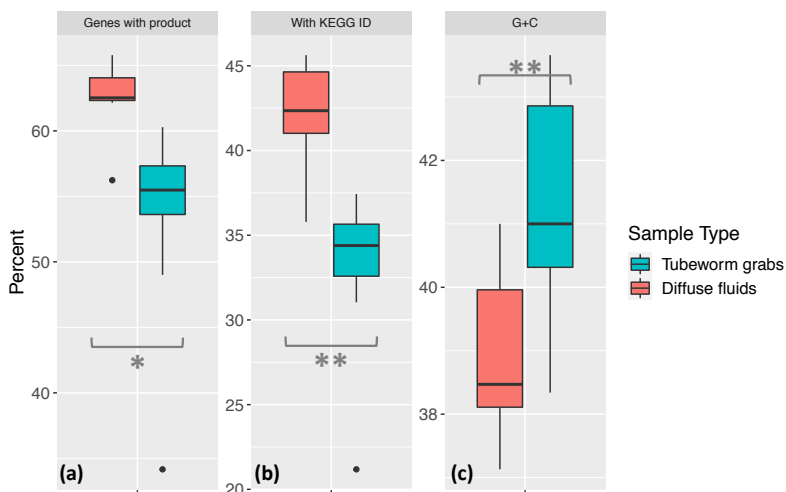 Genes with product
With KEGG ID
G+C
Percent
60
50
40
(a)
*
45
40
35
30
25
20
(b)
**
42
40
38
(c)
**
Sample Type
Tubeworm grabs
Diffuse fluids